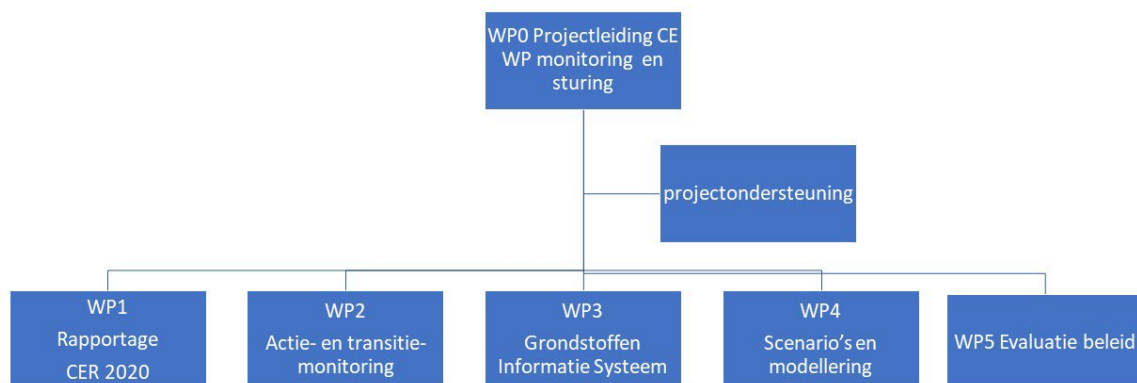 WP0 Projectleiding CE
WP monitoring en
sturing
projectondersteuning
WP1
Rapportage
CER 2020
WP2
Actie- en transitie-
monitoring
WP3
Grondstoffen
Informatie Systeem
WP4
Scenario's en
modellering
WP5 Evaluatie beleid